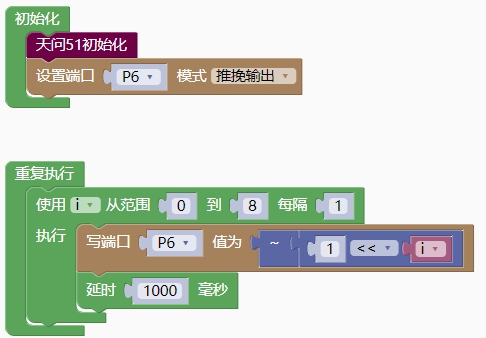 初始化
天问51初始化
设置端口 P6 模式 推挽输出
重复执行
使用 i 从范围 0 到 8 每隔 1
执行 写端口 P6 值为 ~ 1 << i
延时 1000 毫秒